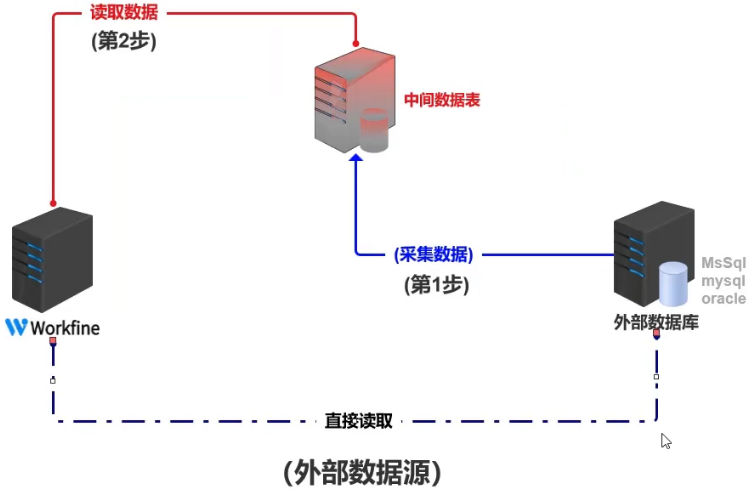 读取数据
(第2步)
中间数据表
(采集数据)
(第1步)
MsSql
mysql
oracle
外部数据库
Workfine
直接读取
(外部数据源)